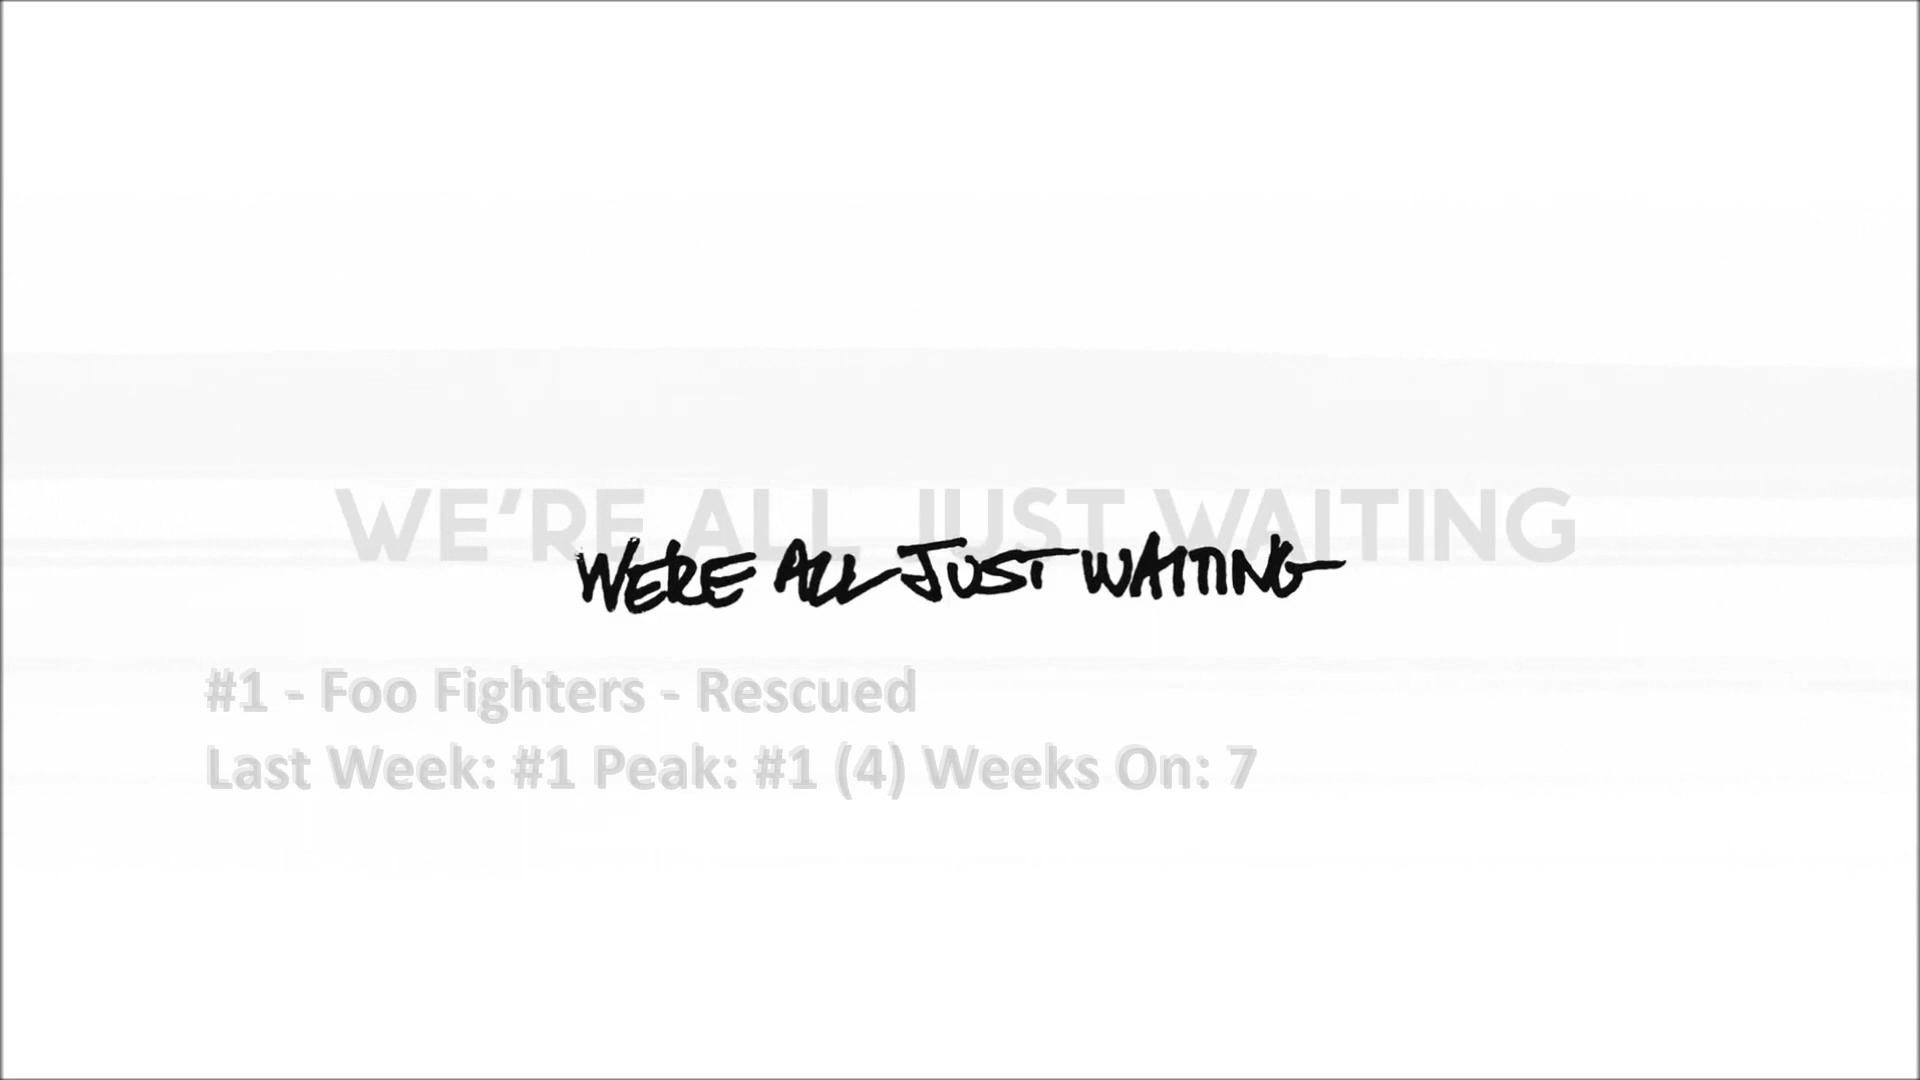 WE'RE ALL JUST WAITING
WE'RE ALL JUST WAITING
#1 - Foo Fighters - Rescued
Last Week: #1 Peak: #1 (4) Weeks On: 7